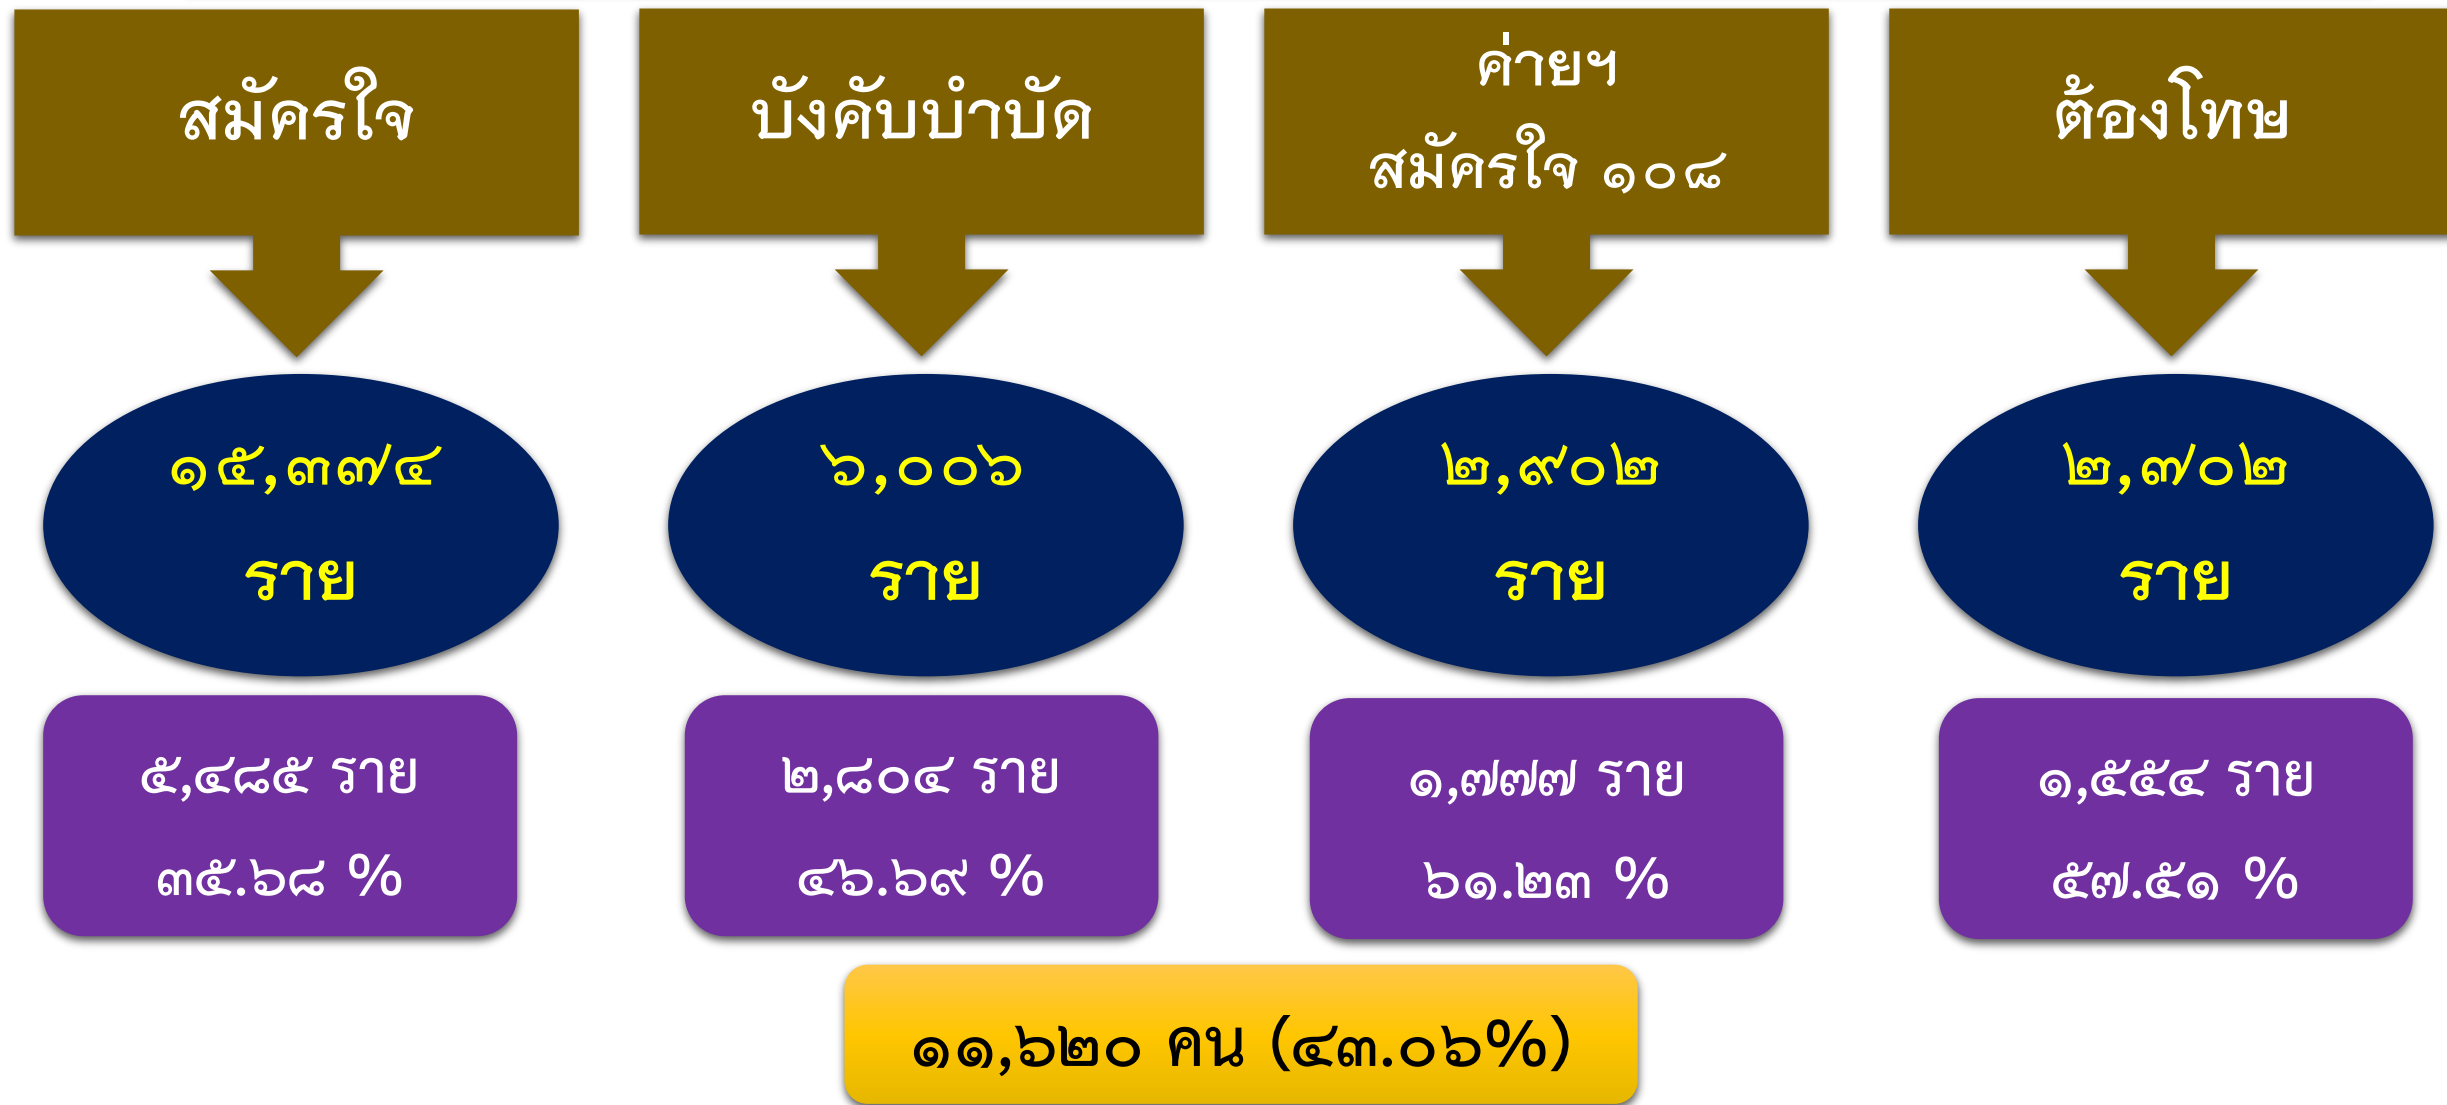 สมัครใจ
บังคับบำบัด
ค่ายฯ
สมัครใจ ๑๐๘
ต้องโทษ
๑๕,๓๗๔
ราย
๖,๐๐๖
ราย
๒,๙๐๒
ราย
๒,๗๐๒
ราย
๕,๔๘๕ ราย
๓๕.๖๘ %
๒,๘๐๔ ราย
๔๖.๖๙ %
๑,๗๗๗ ราย
๖๑.๒๓ %
๑,๕๕๔ ราย
๕๗.๕๑ %
๑๑,๖๒๐ คน (๔๓.๐๖%)